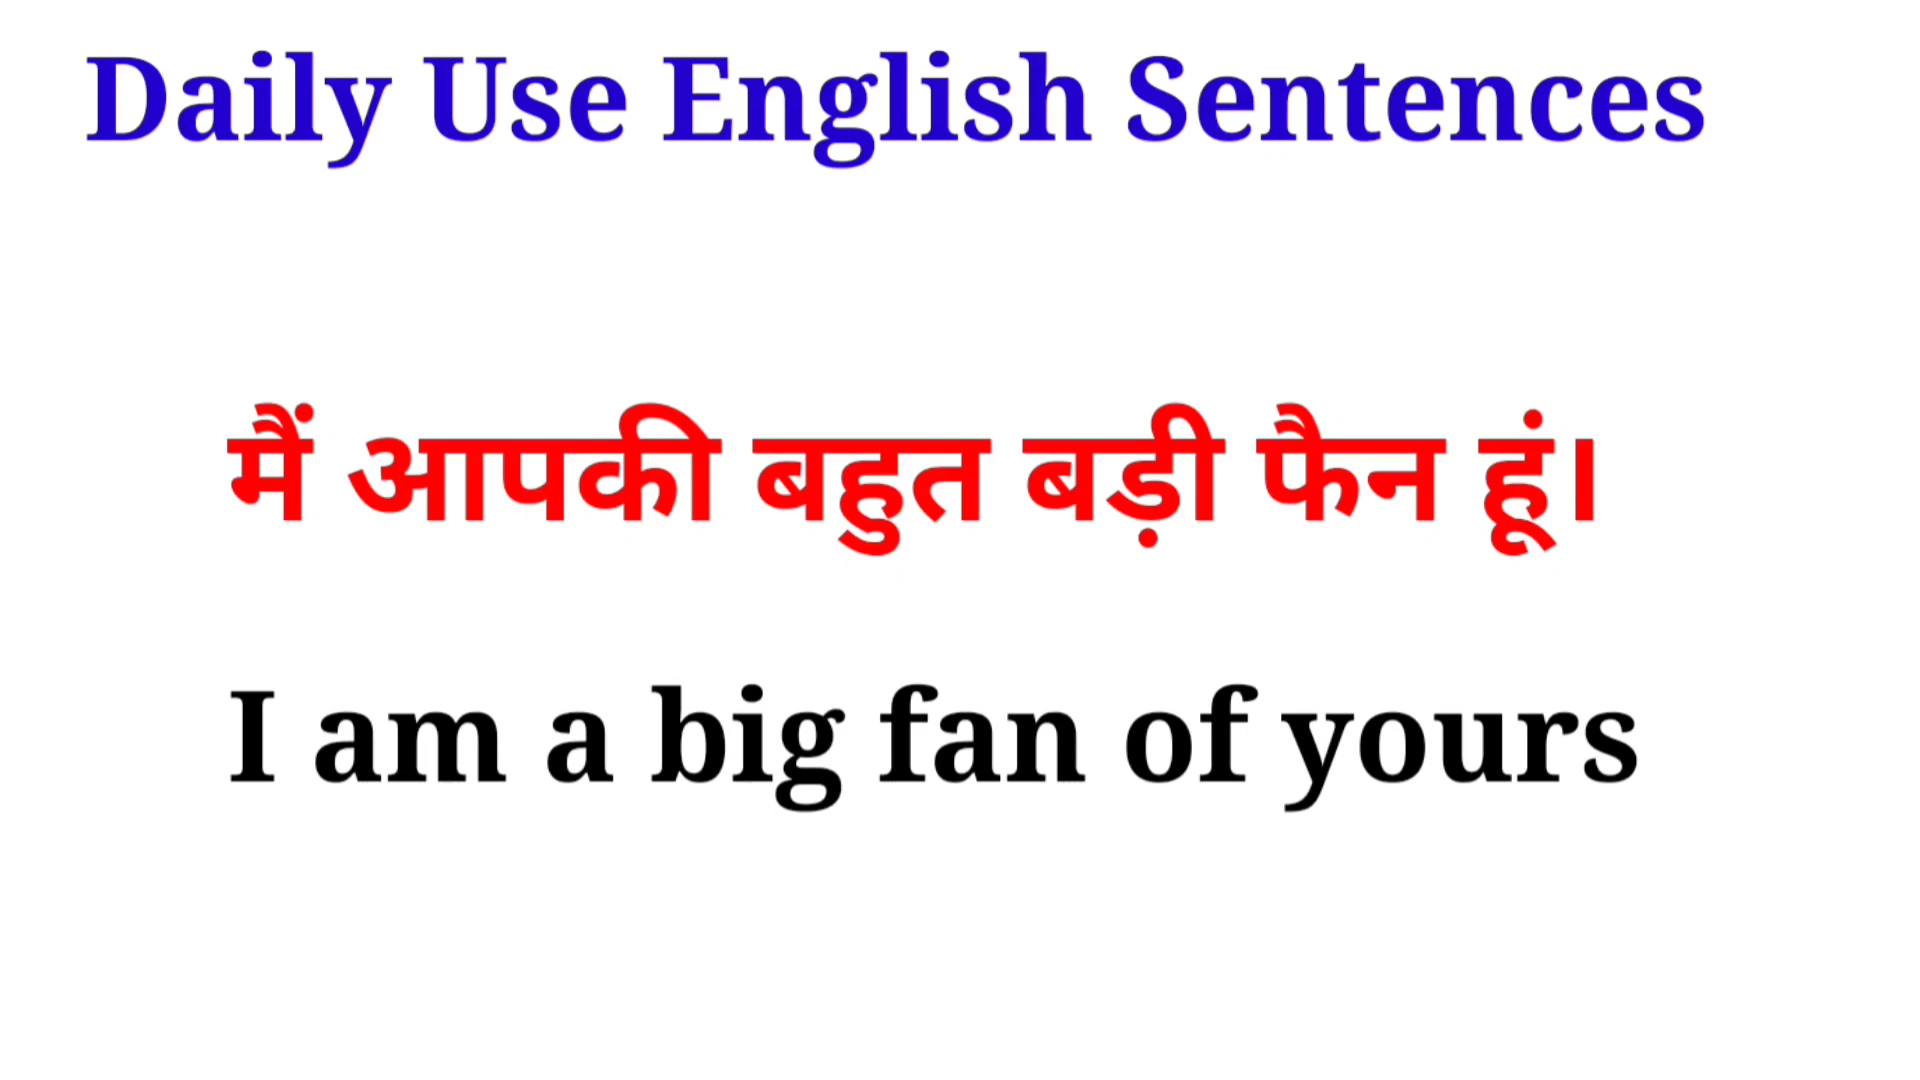 Daily Use English Sentences
मैं आपकी बहुत बड़ी फैन हूं।
I am a big fan of yours